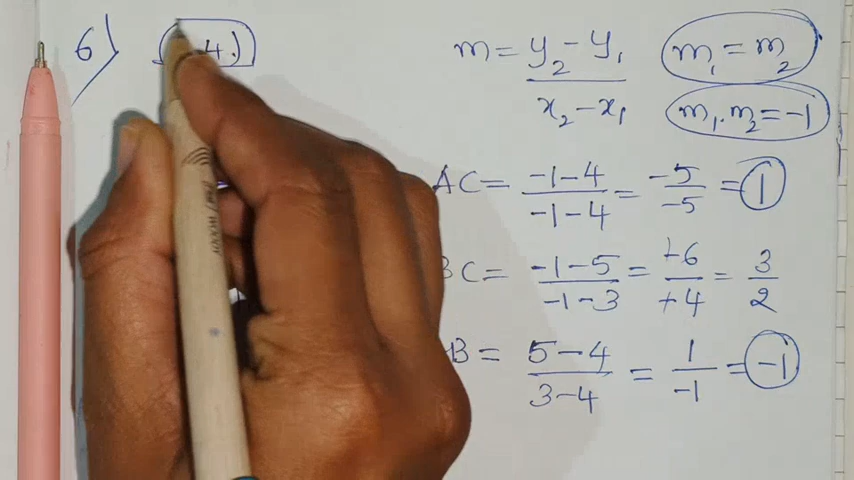 6) 4)
m = y₂ - y₁ / x₂ - x₁
m₁ = m₂
m₁ . m₂ = -1
AC = -1-4 / -1-4 = -5 / -5 = 1
C = -1-5 / -1-3 = +6 / +4 = 3 / 2
B = 5-4 / 3-4 = 1 / -1 = -1